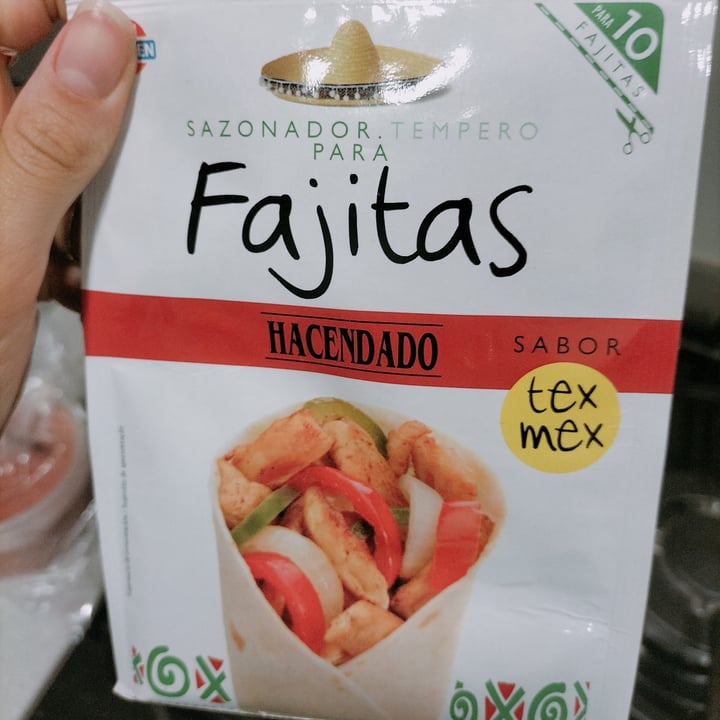 PARA 10
FAJITAS
SAZONADOR.TEMPERO
PARA
Fajitas
HACENDADO
SABOR
tex
mex